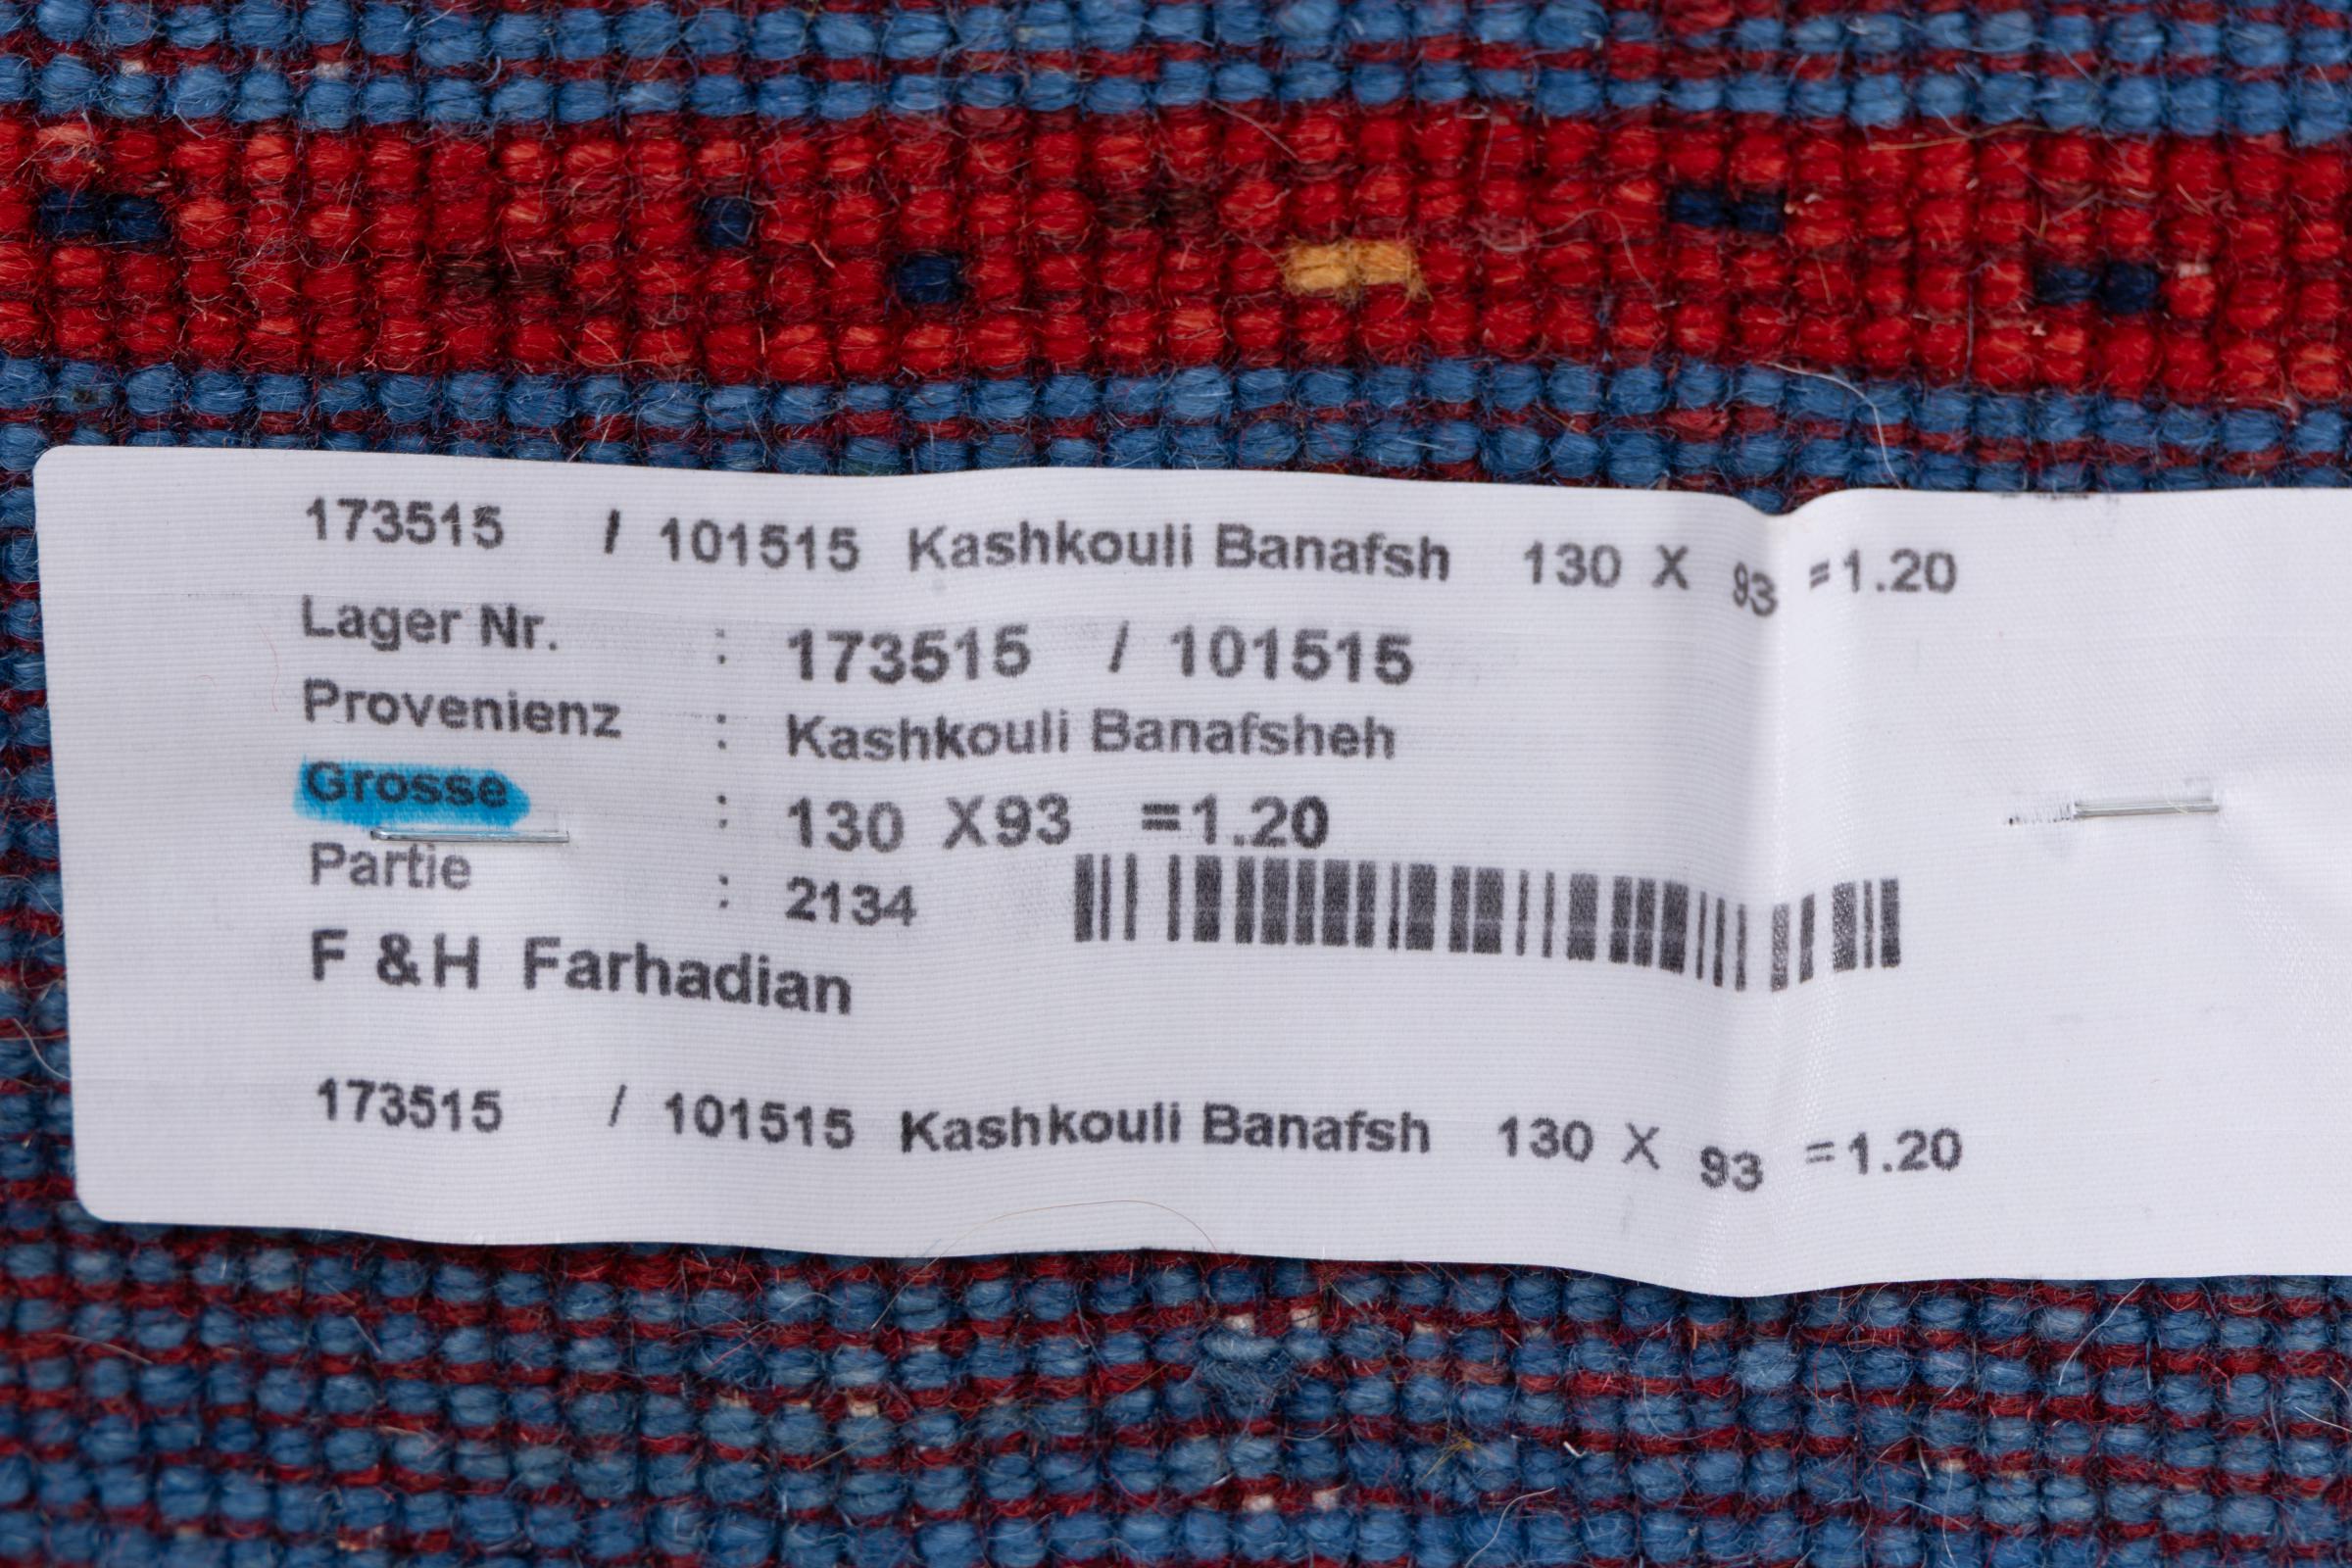 173515 / 101515 Kashkouli Banafsh 130 X 93 =1.20
Lager Nr. : 173515 / 101515
Provenienz : Kashkouli Banafsheh
Grosse : 130 X93 =1.20
Partie : 2134
F & H Farhadian
173515 / 101515 Kashkouli Banafsh 130 X 93 =1.20